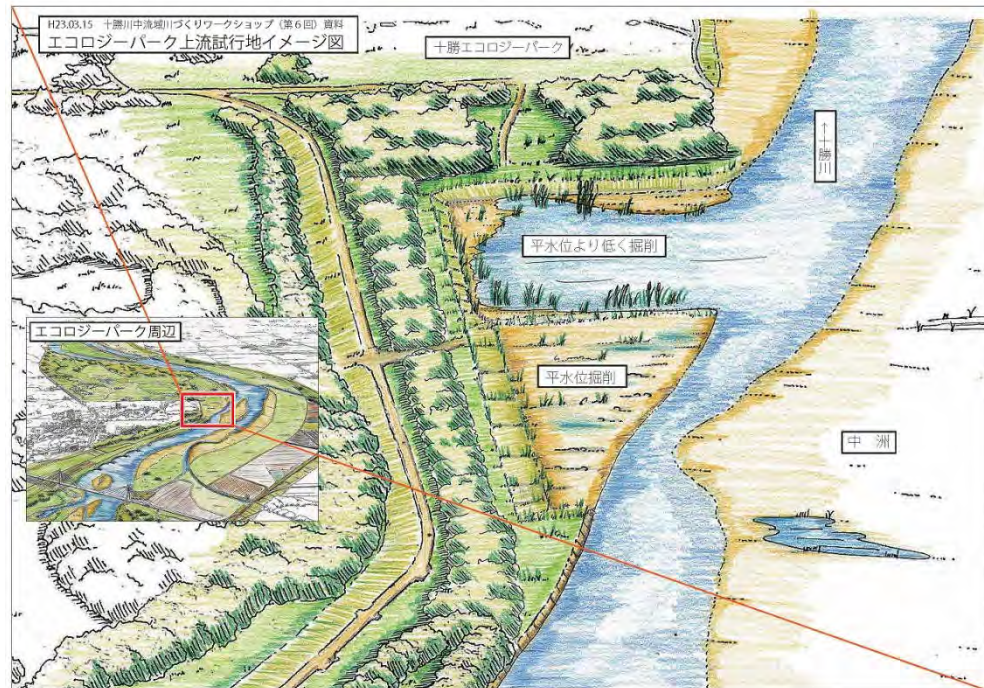 H23.03.15 十勝川中流域川づくりワークショップ（第6回）資料
エコロジーパーク上流試行地イメージ図
十勝エコロジーパーク
↑十勝川
平水位より低く掘削
エコロジーパーク周辺
平水位掘削
中 洲